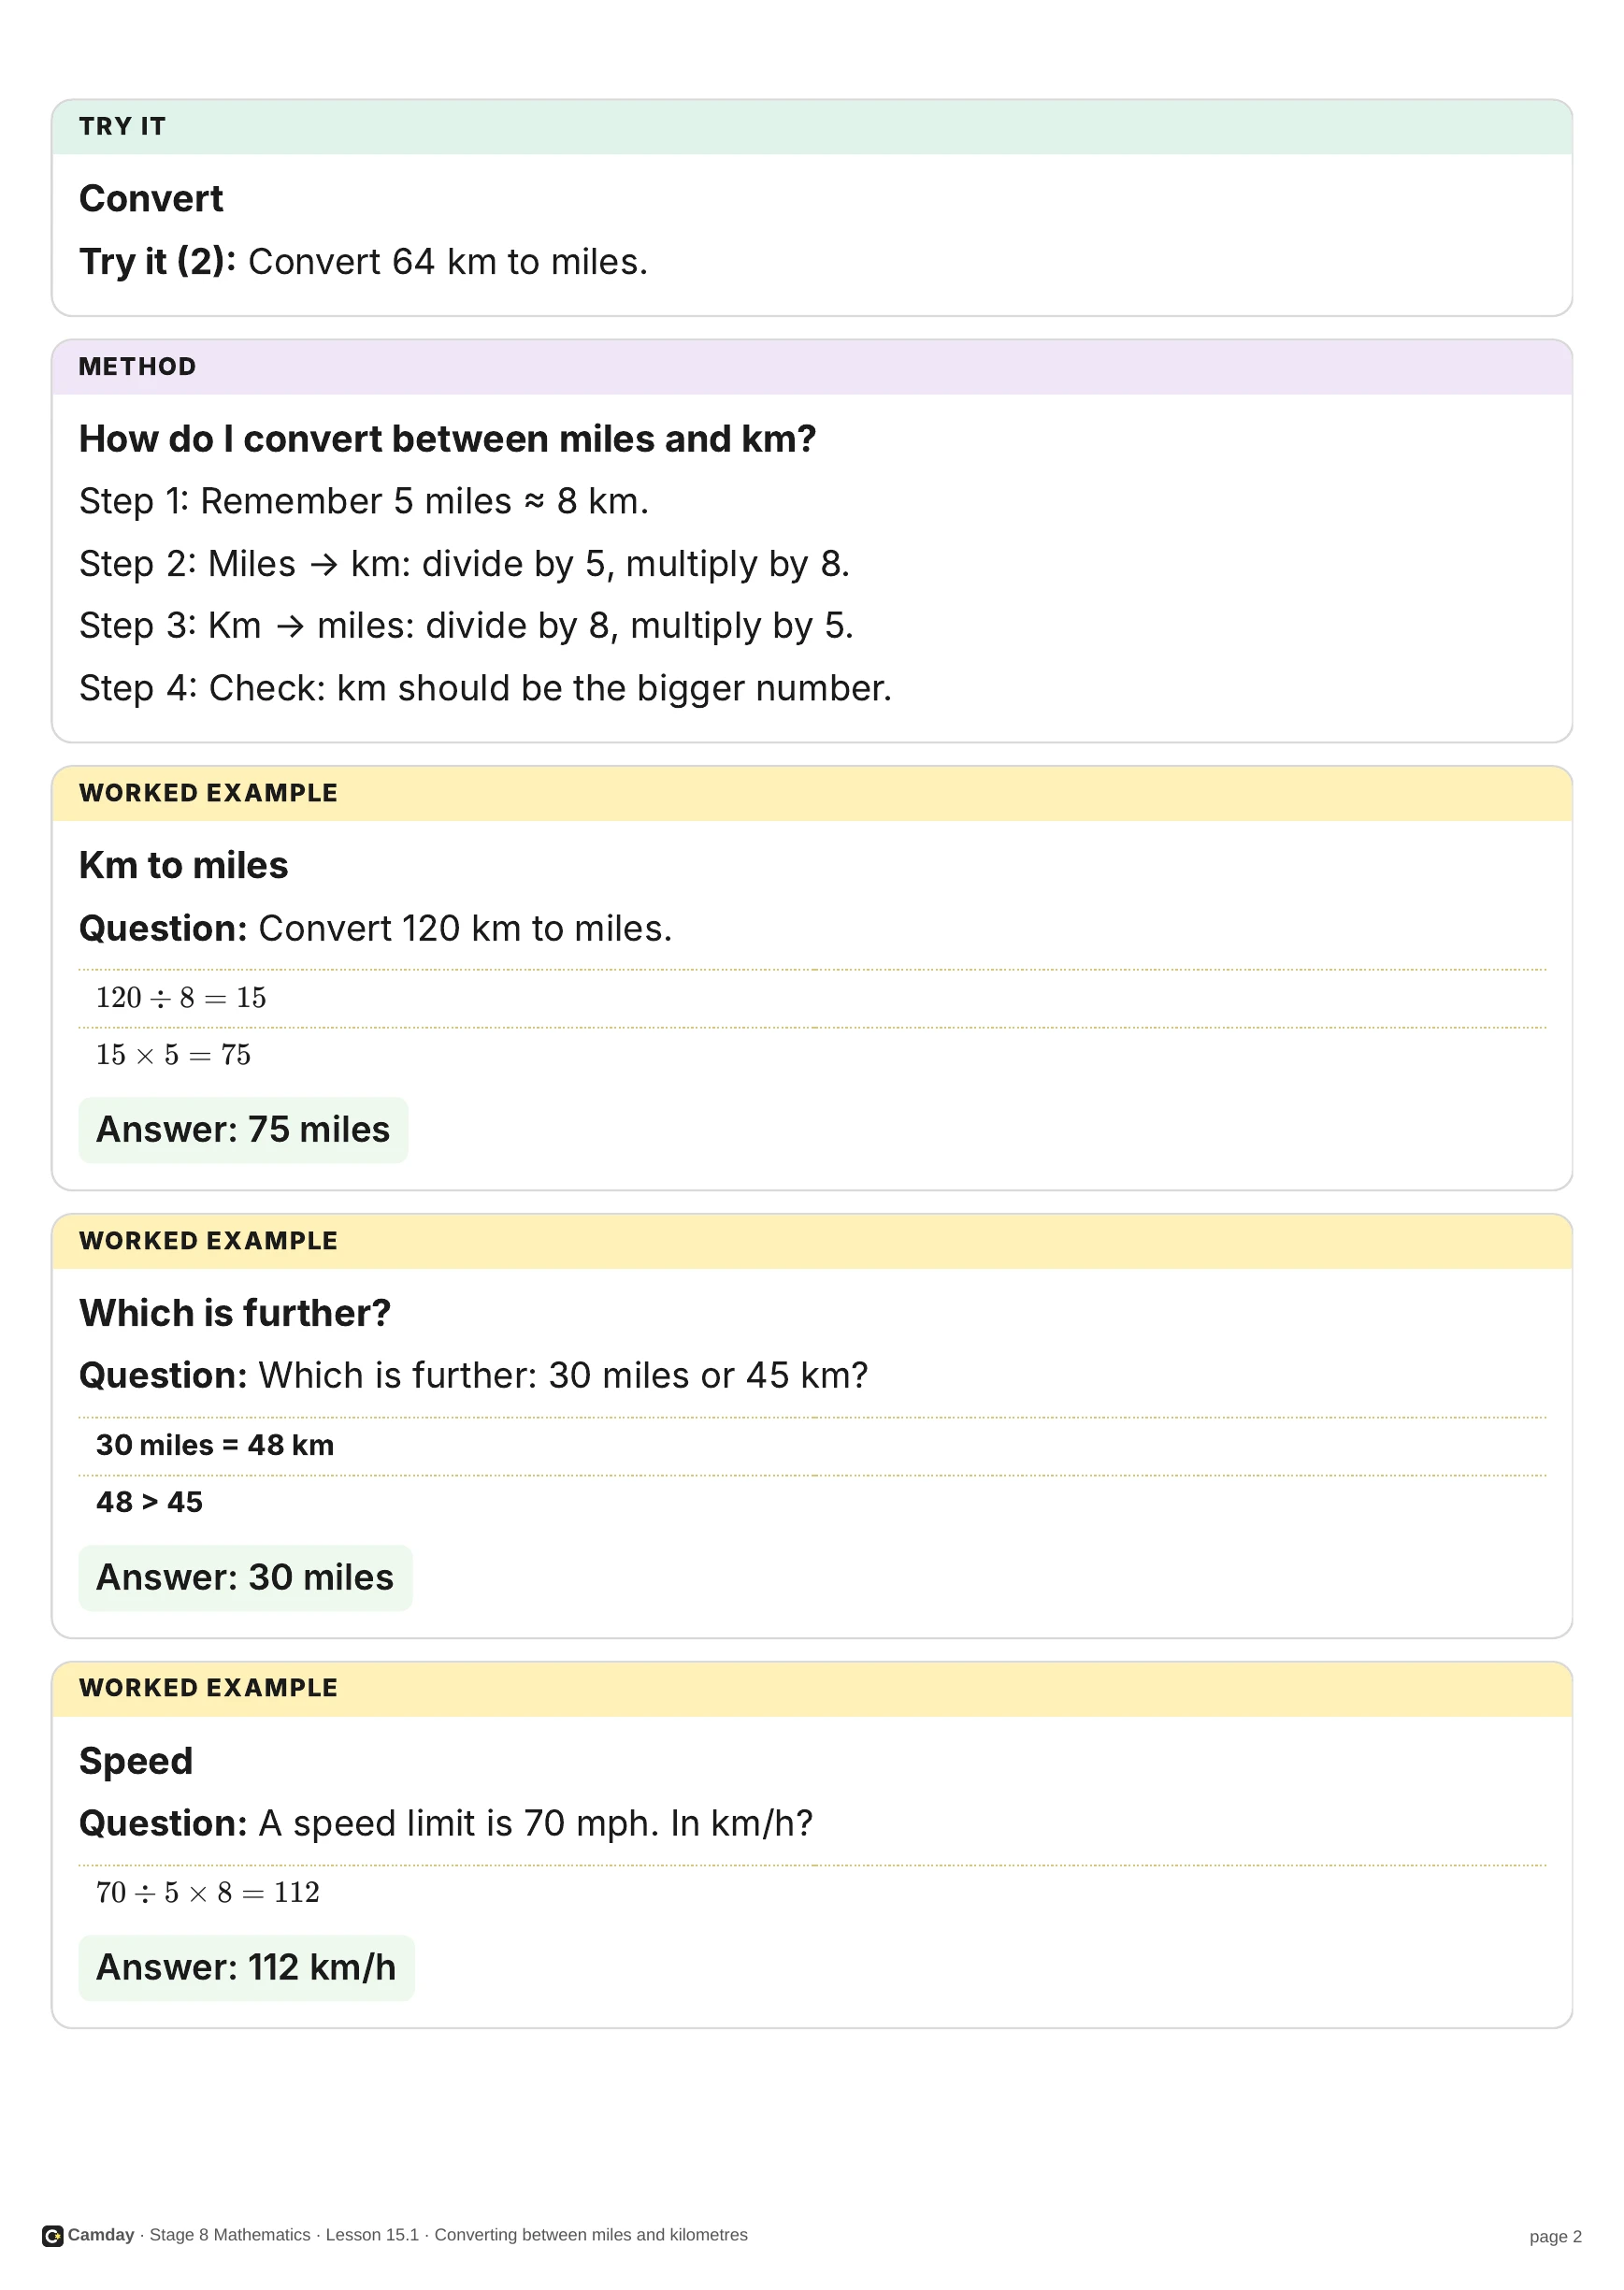 TRY IT
Convert
Try it (2): Convert 64 km to miles.
METHOD
How do I convert between miles and km?
Step 1: Remember 5 miles ≈ 8 km.
Step 2: Miles → km: divide by 5, multiply by 8.
Step 3: Km → miles: divide by 8, multiply by 5.
Step 4: Check: km should be the bigger number.
WORKED EXAMPLE
Km to miles
Question: Convert 120 km to miles.
120 ÷ 8 = 15
15 × 5 = 75
Answer: 75 miles
WORKED EXAMPLE
Which is further?
Question: Which is further: 30 miles or 45 km?
30 miles = 48 km
48 > 45
Answer: 30 miles
WORKED EXAMPLE
Speed
Question: A speed limit is 70 mph. In km/h?
70 ÷ 5 × 8 = 112
Answer: 112 km/h
Camday · Stage 8 Mathematics · Lesson 15.1 · Converting between miles and kilometres
page 2